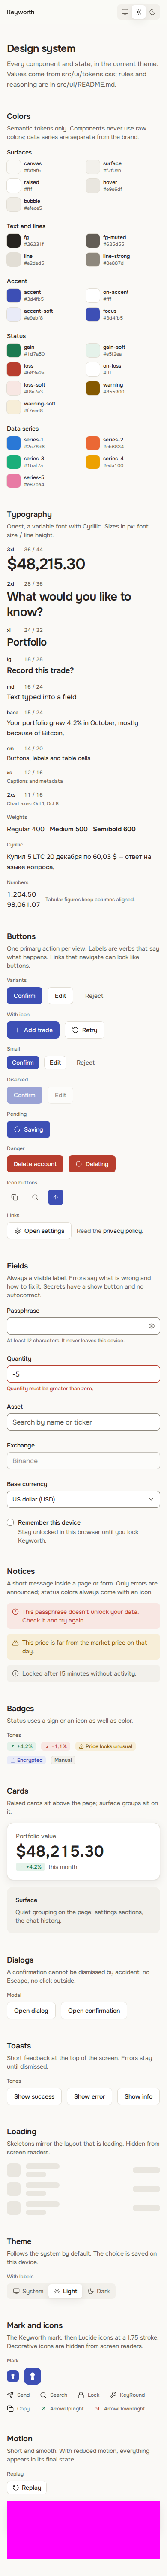 Keyworth
Design system
Every component and state, in the current theme.
Values come from src/ui/tokens.css; rules and
reasoning are in src/ui/README.md.
Colors
Semantic tokens only. Components never use raw
colors; data series are separate from the brand.
Surfaces
canvas
#faf9f6
surface
#f2f0eb
raised
#fff
hover
bubble
Text and lines
fg
fg-muted
#625d55
line
line-strong
Accent
accent
#3d4fb5
on-accent
#fff
accent-soft
focus
#3d4fb5
Status
gain
gain-soft
loss
on-loss
#fff
loss-soft
warning
#855900
warning-soft
Data series
series-1
#2a78d6
series-2
#eb6834
series-3
#1baf7a
series-4
#eda100
series-5
#e87ba4
Typography
Onest, a variable font with Cyrillic. Sizes in px: font
size / line height.
3xl 36 / 44
$48,215.30
2xl 28 / 36
What would you like to
know?
xl 24 / 32
Portfolio
lg 18 / 28
Record this trade?
md 16 / 24
Text typed into a field
base 15 / 24
Your portfolio grew 4.2% in October, mostly
because of Bitcoin.
sm 14 / 20
Buttons, labels and table cells
xs 12 / 16
Captions and metadata
2xs 11 / 16
Chart axes: Oct 1, Oct 8
Weights
Regular 400 Medium 500 Semibold 600
Cyrillic
Купил 5 LTC 20 декабря по 60,03 $ — ответ на
языке вопроса.
Numbers
1,204.50
98,061.07
Tabular figures keep columns aligned.
Buttons
One primary action per view. Labels are verbs that say
what happens. Links that navigate can look like
buttons.
Variants
Confirm Edit Reject
With icon
Add trade Retry
Small
Confirm Edit Reject
Disabled
Confirm Edit
Pending
Saving
Danger
Delete account Deleting
Icon buttons
Links
Open settings Read the privacy policy.
Fields
Always a visible label. Errors say what is wrong and
how to fix it. Secrets have a show button and no
autocorrect.
Passphrase
At least 12 characters. It never leaves this device.
Quantity
-5
Quantity must be greater than zero.
Asset
Search by name or ticker
Exchange
Binance
Base currency
US dollar (USD)
Remember this device
Stay unlocked in this browser until you lock
Keyworth.
Notices
A short message inside a page or form. Only errors are
announced; status colors always come with an icon.
This passphrase doesn't unlock your data.
Check it and try again.
This price is far from the market price on that
day.
Locked after 15 minutes without activity.
Badges
Status uses a sign or an icon as well as color.
Tones
+4.2% −1.1% Price looks unusual
Encrypted Manual
Cards
Raised cards sit above the page; surface groups sit on
it.
Portfolio value
$48,215.30
+4.2% this month
Surface
Quiet grouping on the page: settings sections,
the chat history.
Dialogs
A confirmation cannot be dismissed by accident: no
Escape, no click outside.
Modal
Open dialog Open confirmation
Toasts
Short feedback at the top of the screen. Errors stay
until dismissed.
Tones
Show success Show error Show info
Loading
Skeletons mirror the layout that is loading. Hidden from
screen readers.
Theme
Follows the system by default. The choice is saved on
this device.
With labels
System Light Dark
Mark and icons
The Keyworth mark, then Lucide icons at a 1.75 stroke.
Decorative icons are hidden from screen readers.
Mark
Send Search Lock KeyRound
Copy ArrowUpRight ArrowDownRight
Motion
Short and smooth. With reduced motion, everything
appears in its final state.
Replay
Replay